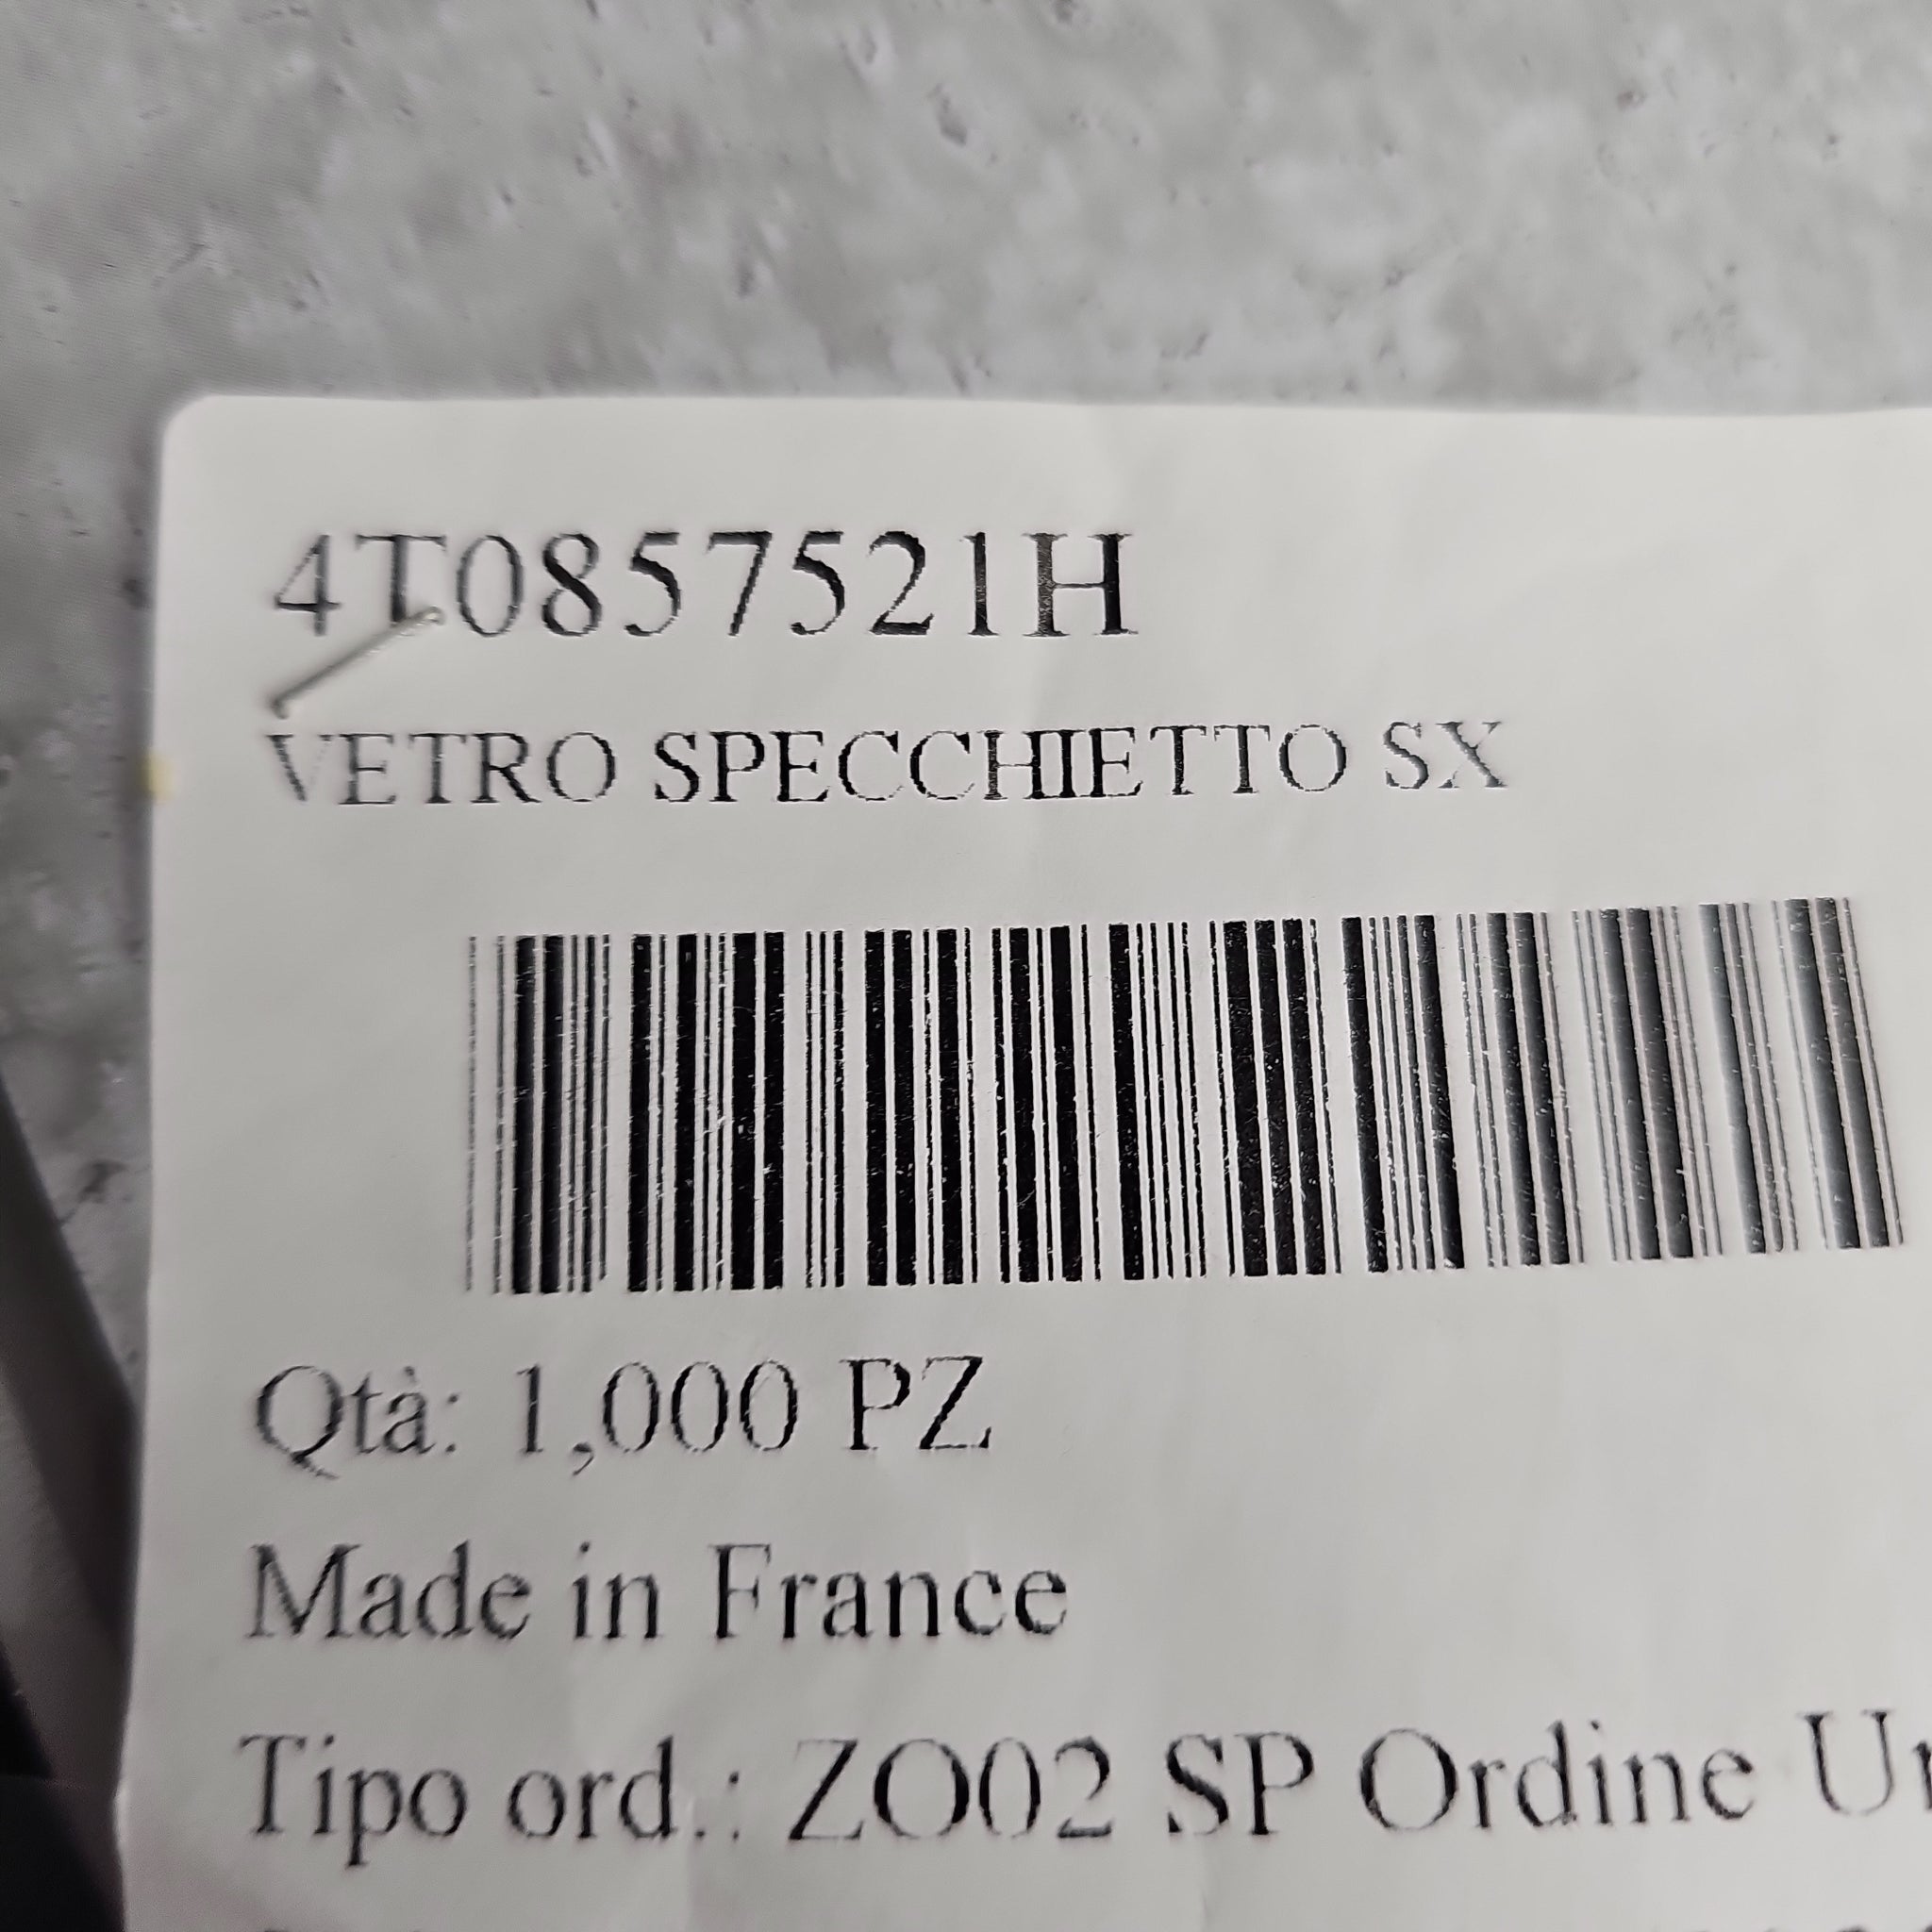 4T0857521H
VETRO SPECCHIETTO SX
Qtà: 1,000 PZ
Made in France
Tipo ord.: ZO02 SP Ordine